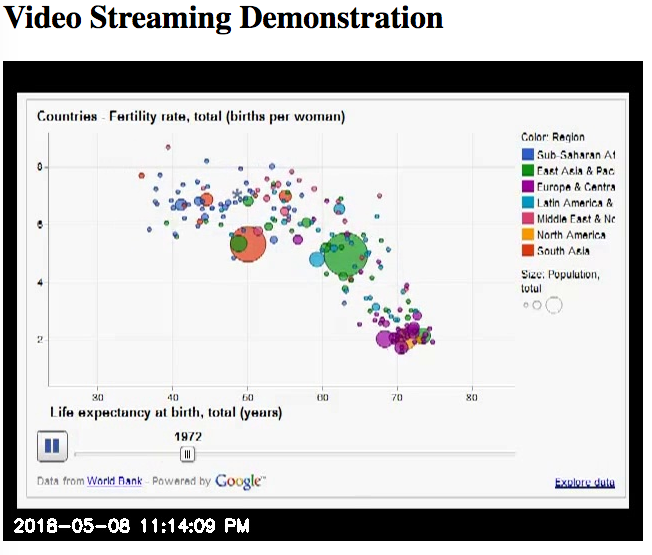 Video Streaming Demonstration
Countries - Fertility rate, total (births per woman)
Color: Region
Sub-Saharan Af
East Asia & Pac
Europe & Centra
Latin America &
Middle East & Nc
North America
South Asia
Size: Population,
total
8
6
4
2
30 40 50 60 70 80
Life expectancy at birth, total (years)
1972
Data from World Bank - Powered by Google™
Explore data
2018-05-08 11:14:09 PM